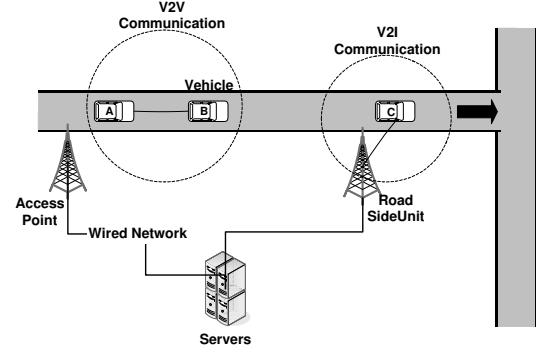 V2V
Communication
V2I
Communication
Vehicle
A
B
C
Access
Point
Road
SideUnit
Wired Network
Servers